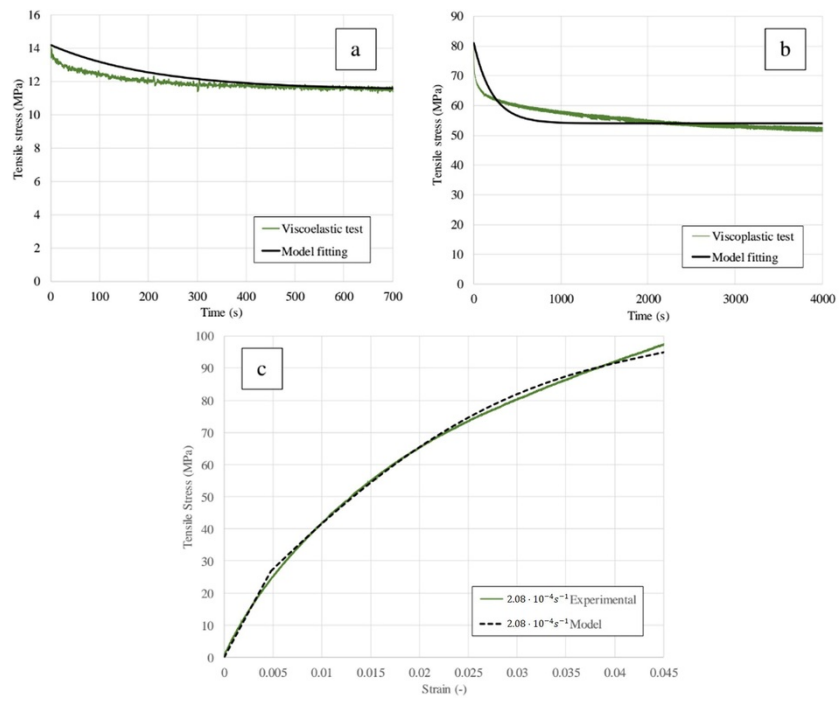 16
14
12
10
8
6
4
2
0
Tensile stress (MPa)
a
Viscoelastic test
Model fitting
0 100 200 300 400 500 600 700
Time (s)
90
80
70
60
50
40
30
20
10
0
Tensile stress (MPa)
b
Viscoplastic test
Model fitting
0 1000 2000 3000 4000
Time (s)
100
90
80
70
60
50
40
30
20
10
0
Tensile Stress (MPa)
c
2.08 · 10⁻⁴s⁻¹ Experimental
2.08 · 10⁻⁴s⁻¹ Model
0 0.005 0.01 0.015 0.02 0.025 0.03 0.035 0.04 0.045
Strain (-)